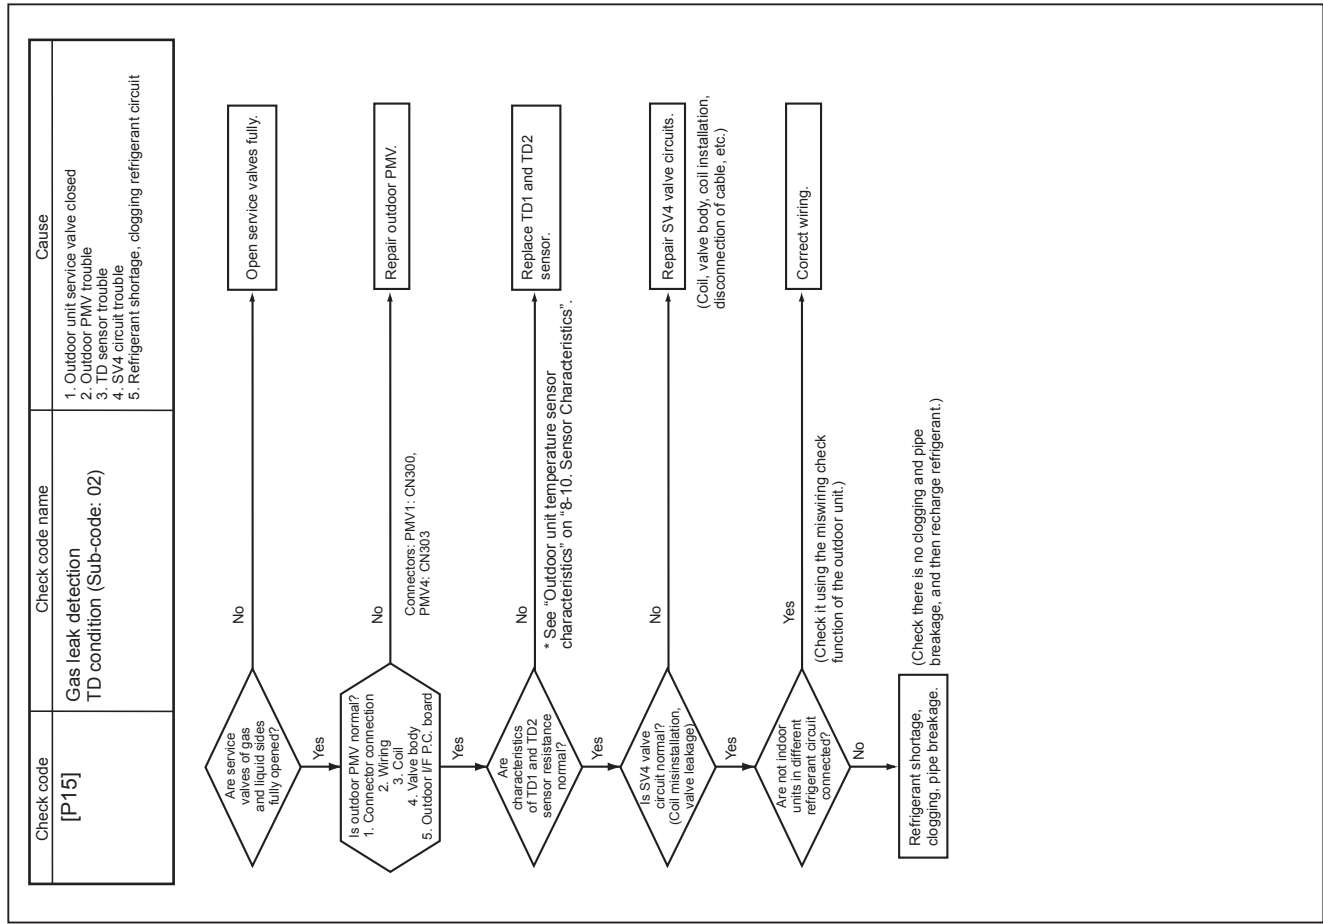 Check code
Check code name
Cause
[P15]
Gas leak detection
TD condition (Sub-code: 02)
1. Outdoor unit service valve closed
2. Outdoor PMV trouble
3. TD sensor trouble
4. SV4 circuit trouble
5. Refrigerant shortage, clogging refrigerant circuit
Are service
valves of gas
and liquid sides
fully opened?
No
Open service valves fully.
Yes
Is outdoor PMV normal?
1. Connector connection
2. Wiring
3. Coil
4. Valve body
5. Outdoor I/F P.C. board
No
Repair outdoor PMV.
Connectors: PMV1: CN300,
PMV4: CN303
Yes
Are
characteristics
of TD1 and TD2
sensor resistance
normal?
No
Replace TD1 and TD2
sensor.
* See “Outdoor unit temperature sensor
characteristics” on “8-10. Sensor Characteristics”.
Yes
Is SV4 valve
circuit normal?
(Coil misinstallation,
valve leakage)
No
Repair SV4 valve circuits.
(Coil, valve body, coil installation,
disconnection of cable, etc.)
Yes
Are not indoor
units in different
refrigerant circuit
connected?
Yes
Correct wiring.
(Check it using the miswiring check
function of the outdoor unit.)
No
Refrigerant shortage,
clogging, pipe breakage.
(Check there is no clogging and pipe
breakage, and then recharge refrigerant.)